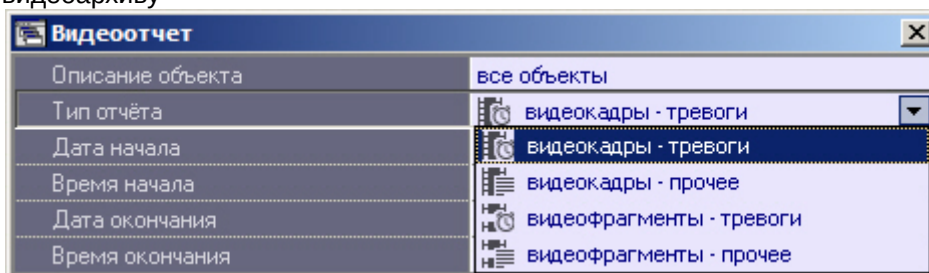 видеоархиву
Видеоотчет
Описание объекта все объекты
Тип отчёта видеокадры - тревоги
видеокадры - тревоги
Дата начала
Время начала видеокадры - прочее
Дата окончания видеофрагменты - тревоги
Время окончания видеофрагменты - прочее